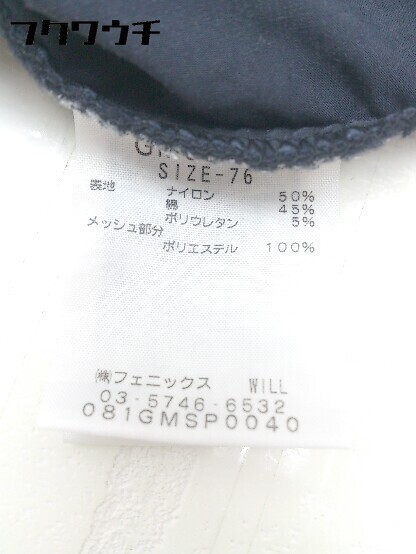 フクワウチ
SIZE-76
表地 ナイロン 50%
綿 45%
ポリウレタン 5%
メッシュ部分
ポリエステル 100%
㈱フェニックス WILL
03-5746-6532
081GMSP0040